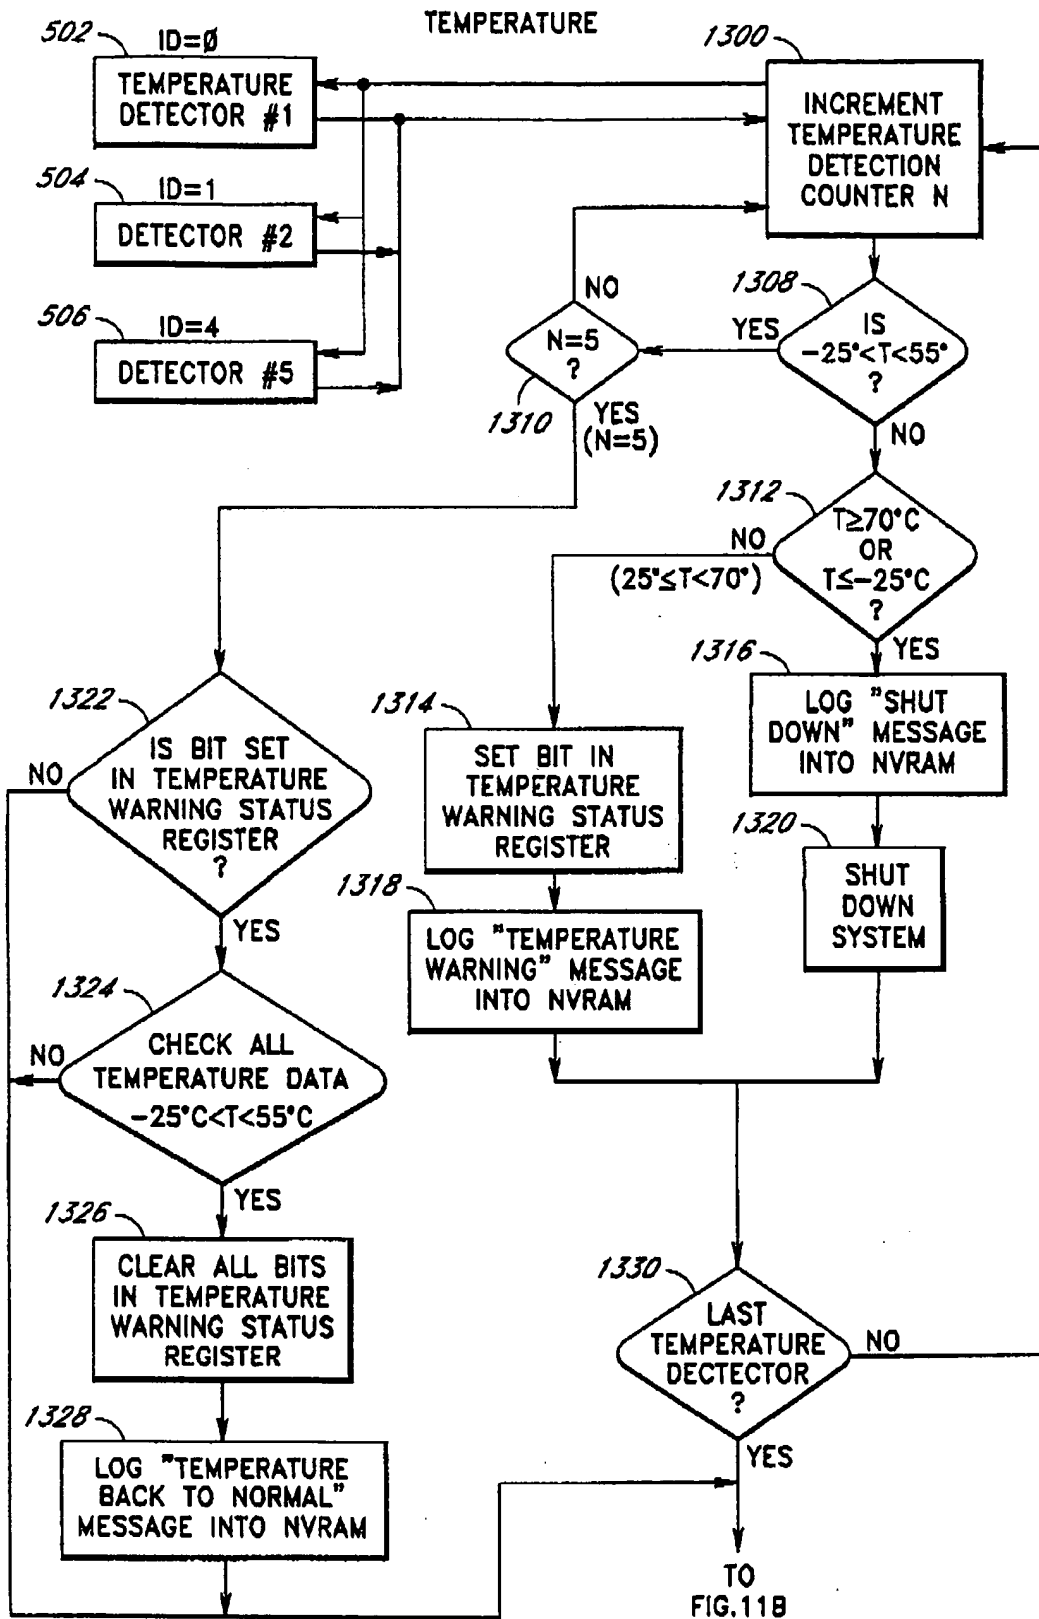 TEMPERATURE
502
ID=Ø
TEMPERATURE
DETECTOR #1
504
ID=1
DETECTOR #2
506
ID=4
DETECTOR #5
1300
INCREMENT
TEMPERATURE
DETECTION
COUNTER N
1308
IS
-25°<T<55°
?
YES
NO
N=5
?
1310
NO
YES
(N=5)
1312
T≥70°C
OR
T≤-25°C
?
NO
(25°≤T<70°)
YES
1316
LOG "SHUT
DOWN" MESSAGE
INTO NVRAM
1320
SHUT
DOWN
SYSTEM
1314
SET BIT IN
TEMPERATURE
WARNING STATUS
REGISTER
1318
LOG "TEMPERATURE
WARNING" MESSAGE
INTO NVRAM
1322
IS BIT SET
IN TEMPERATURE
WARNING STATUS
REGISTER
?
NO
YES
1324
CHECK ALL
TEMPERATURE DATA
-25°C<T<55°C
NO
YES
1326
CLEAR ALL BITS
IN TEMPERATURE
WARNING STATUS
REGISTER
1328
LOG "TEMPERATURE
BACK TO NORMAL"
MESSAGE INTO NVRAM
1330
LAST
TEMPERATURE
DECTECTOR
?
NO
YES
TO
FIG.11B